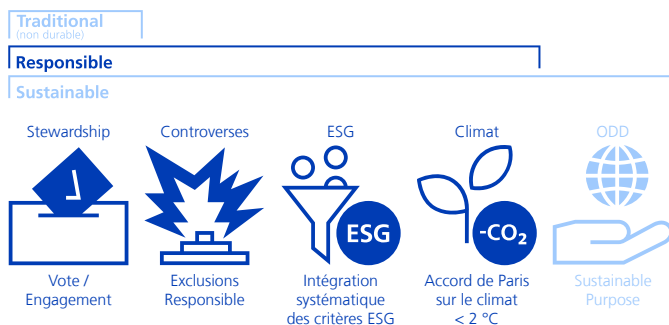 Traditional
(non durable)
Responsible
Sustainable
Stewardship
Controverses
ESG
Climat
ODD
ESG
-CO₂
Vote /
Engagement
Exclusions
Responsible
Intégration
systématique
des critères ESG
Accord de Paris
sur le climat
< 2 °C
Sustainable
Purpose